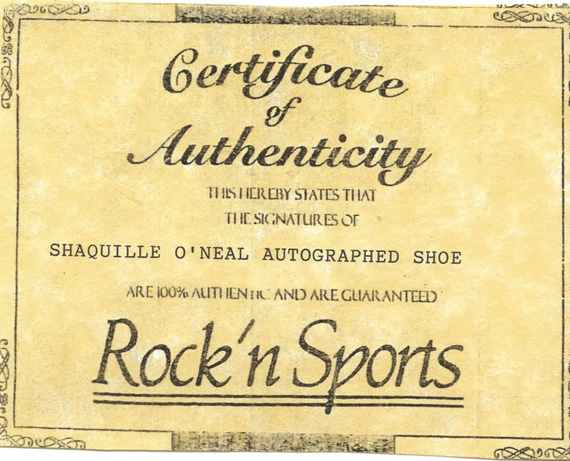 Certificate
of
Authenticity
THIS HEREBY STATES THAT
THE SIGNATURES OF
SHAQUILLE O'NEAL AUTOGRAPHED SHOE
ARE 100% AUTHENTIC AND ARE GUARANTEED
Rock'n Sports